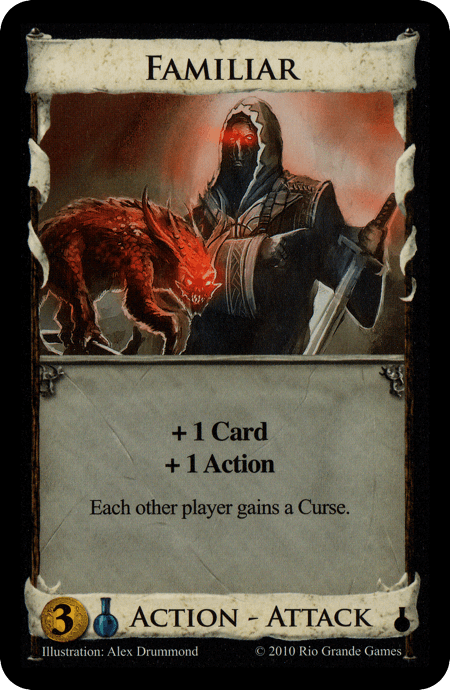 FAMILIAR
+ 1 Card
+ 1 Action
Each other player gains a Curse.
3 ACTION - ATTACK
Illustration: Alex Drummond © 2010 Rio Grande Games